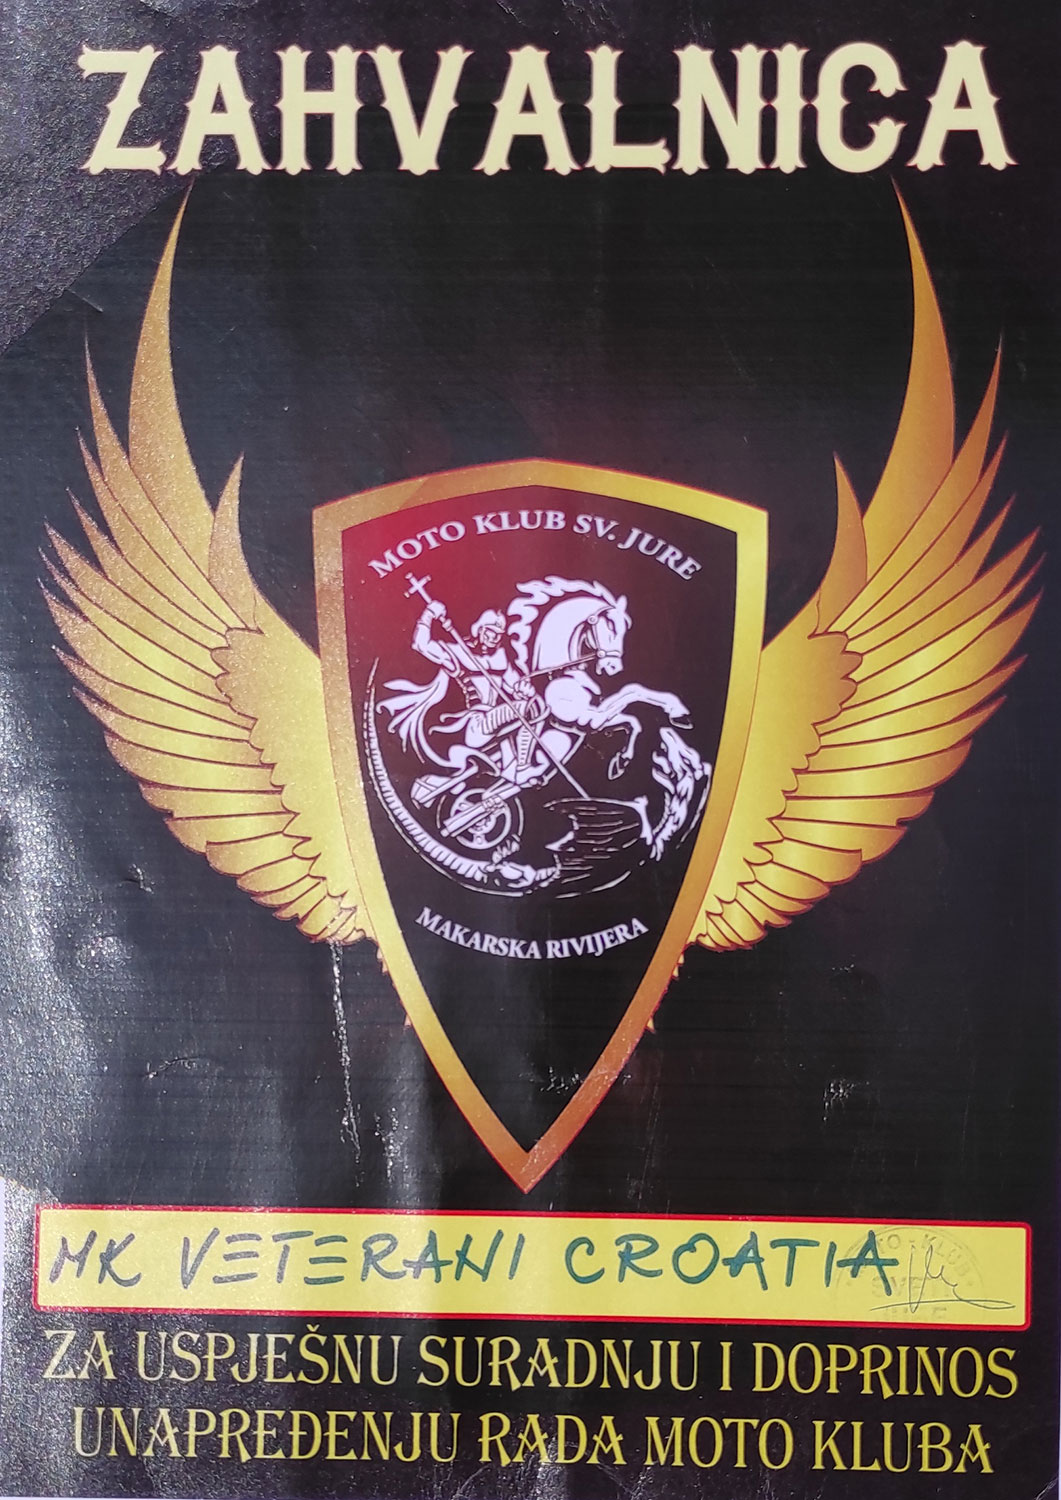 ZAHVALNICA
MOTO KLUB SV. JURE
MAKARSKA RIVIJERA
MK VETERANI CROATIA
ZA USPJEŠNU SURADNJU I DOPRINOS
UNAPREĐENJU RADA MOTO KLUBA